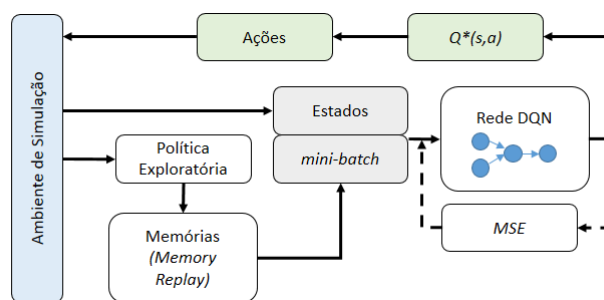 Ações
Q*(s,a)
Ambiente de Simulação
Estados
mini-batch
Rede DQN
Política
Exploratória
Memórias
(Memory
Replay)
MSE